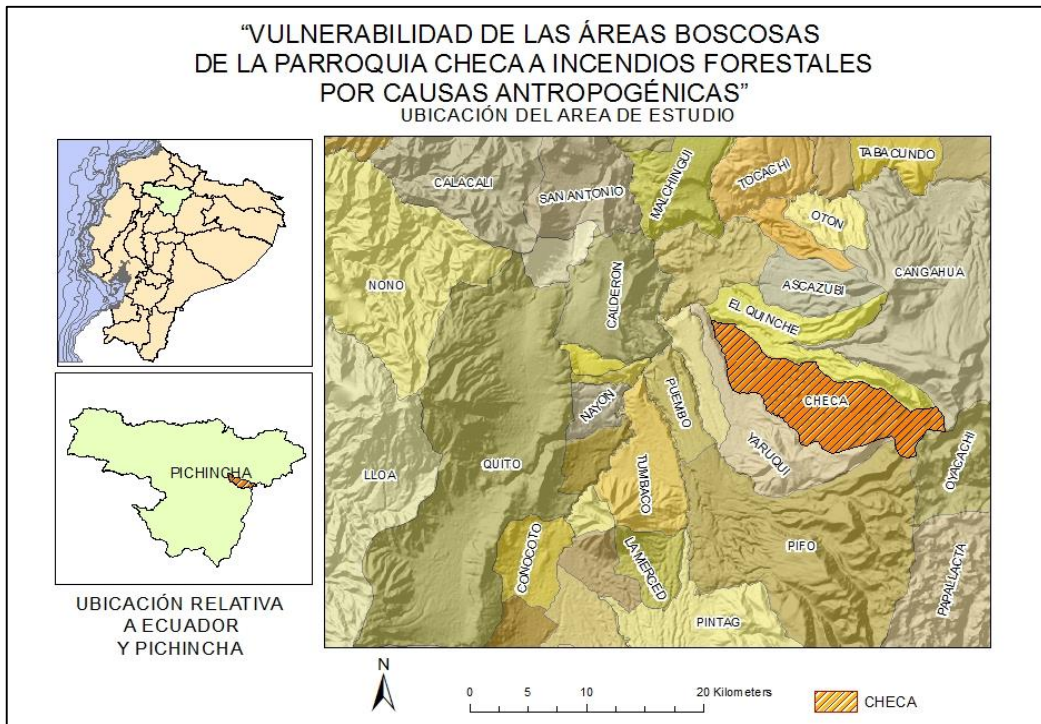 “VULNERABILIDAD DE LAS ÁREAS BOSCOSAS
DE LA PARROQUIA CHECA A INCENDIOS FORESTALES
POR CAUSAS ANTROPOGÉNICAS”
UBICACIÓN DEL AREA DE ESTUDIO
PICHINCHA
UBICACIÓN RELATIVA
A ECUADOR
Y PICHINCHA
CALACALI
SAN ANTONIO
MALCHINGUI
TOCACHI
TABACUNDO
OTON
CANGAHUA
NONO
CALDERON
ASCAZUBI
EL QUINCHE
CHECA
NAYON
PUEMBO
YARUQUI
OYACACHI
LLOA
QUITO
TUMBACO
CONOCOTO
LA MERCED
PIFO
PAPALLACTA
PINTAG
N
0 5 10 20 Kilometers
CHECA